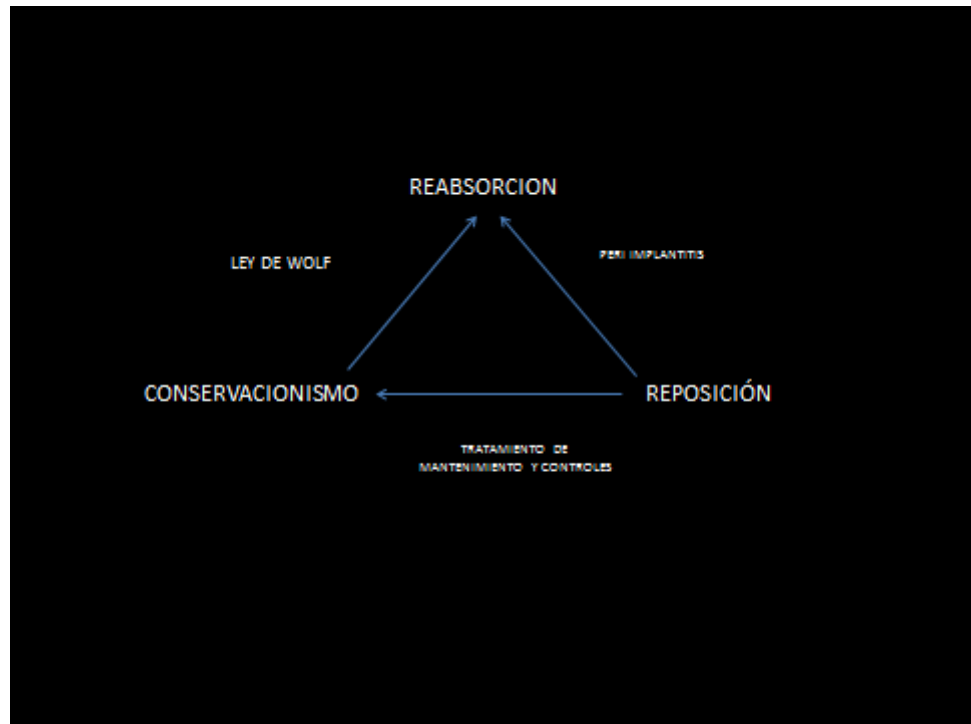 REABSORCION
LEY DE WOLF
PERI IMPLANTITIS
CONSERVACIONISMO
REPOSICIÓN
TRATAMIENTO DE
MANTENIMIENTO Y CONTROLES